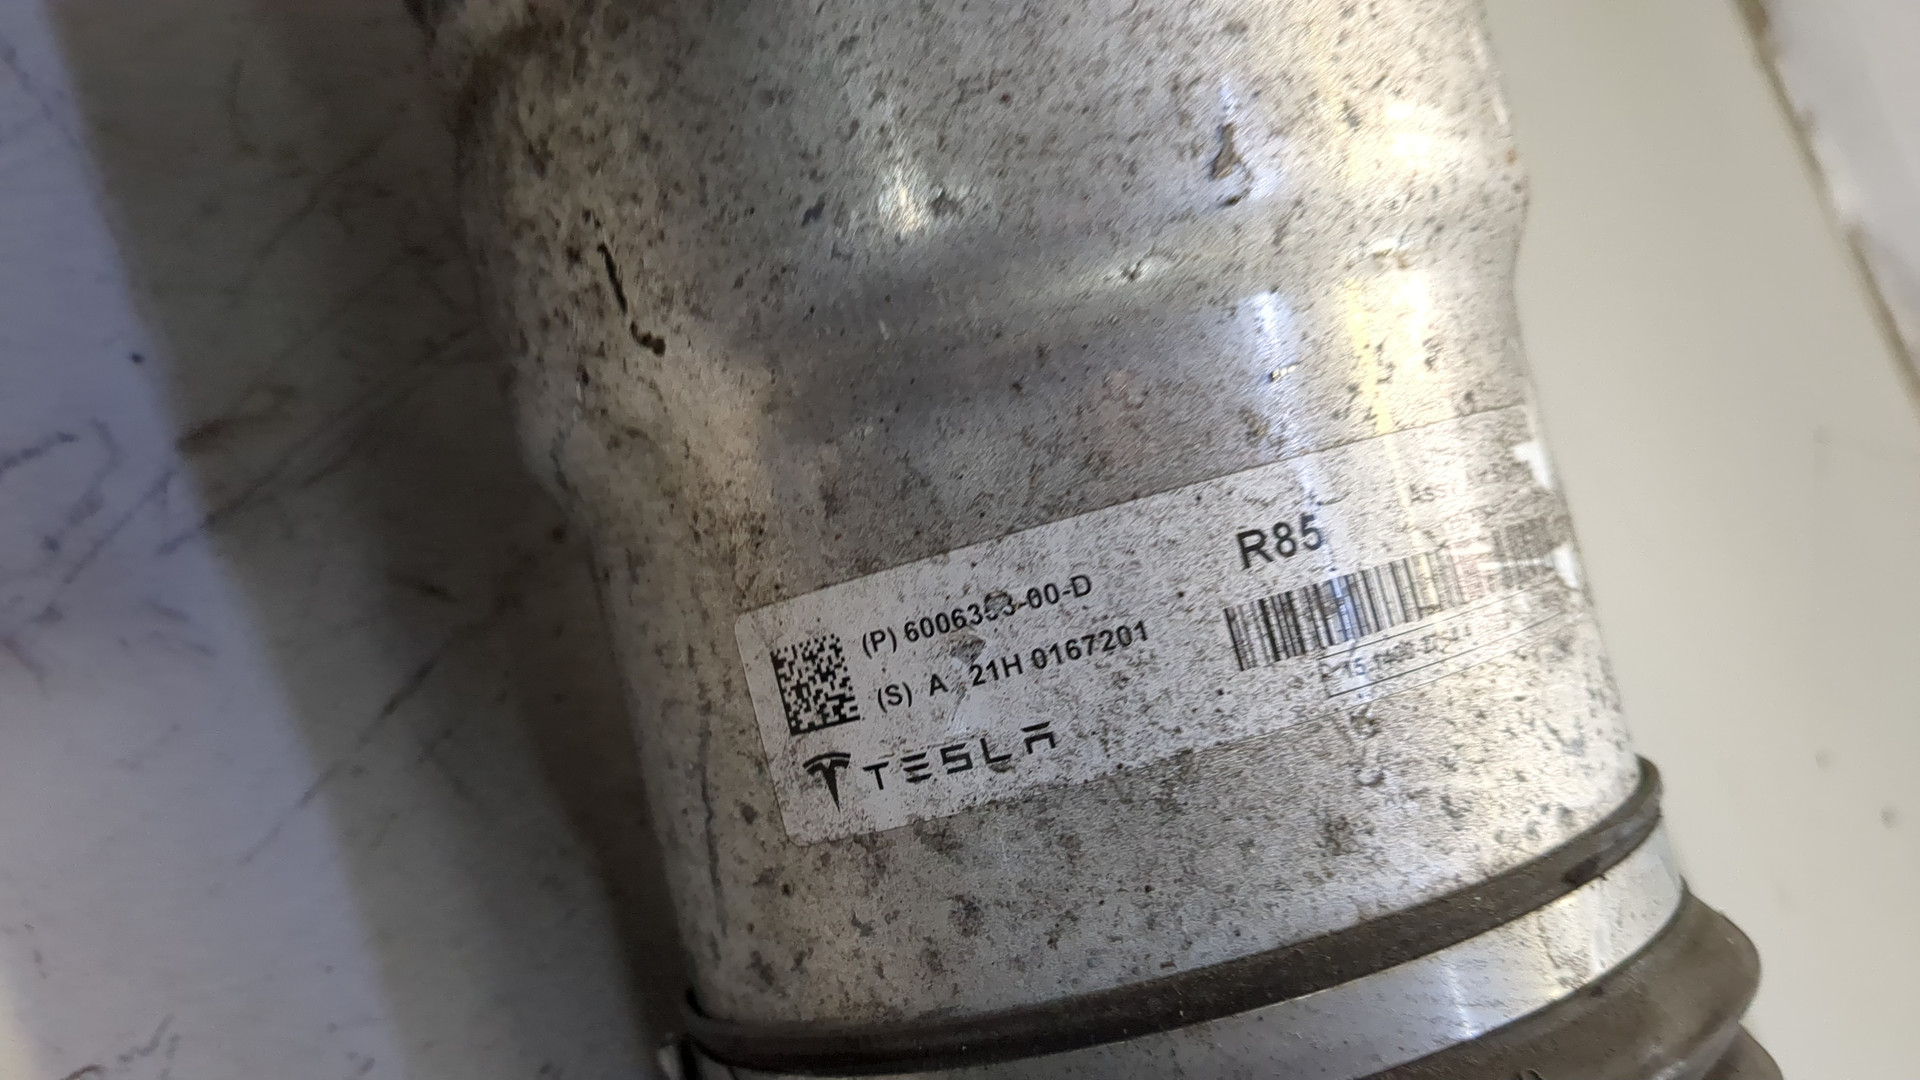 R85
(P) 6006353-00-D
(S) A 21H 0167201
TESLA